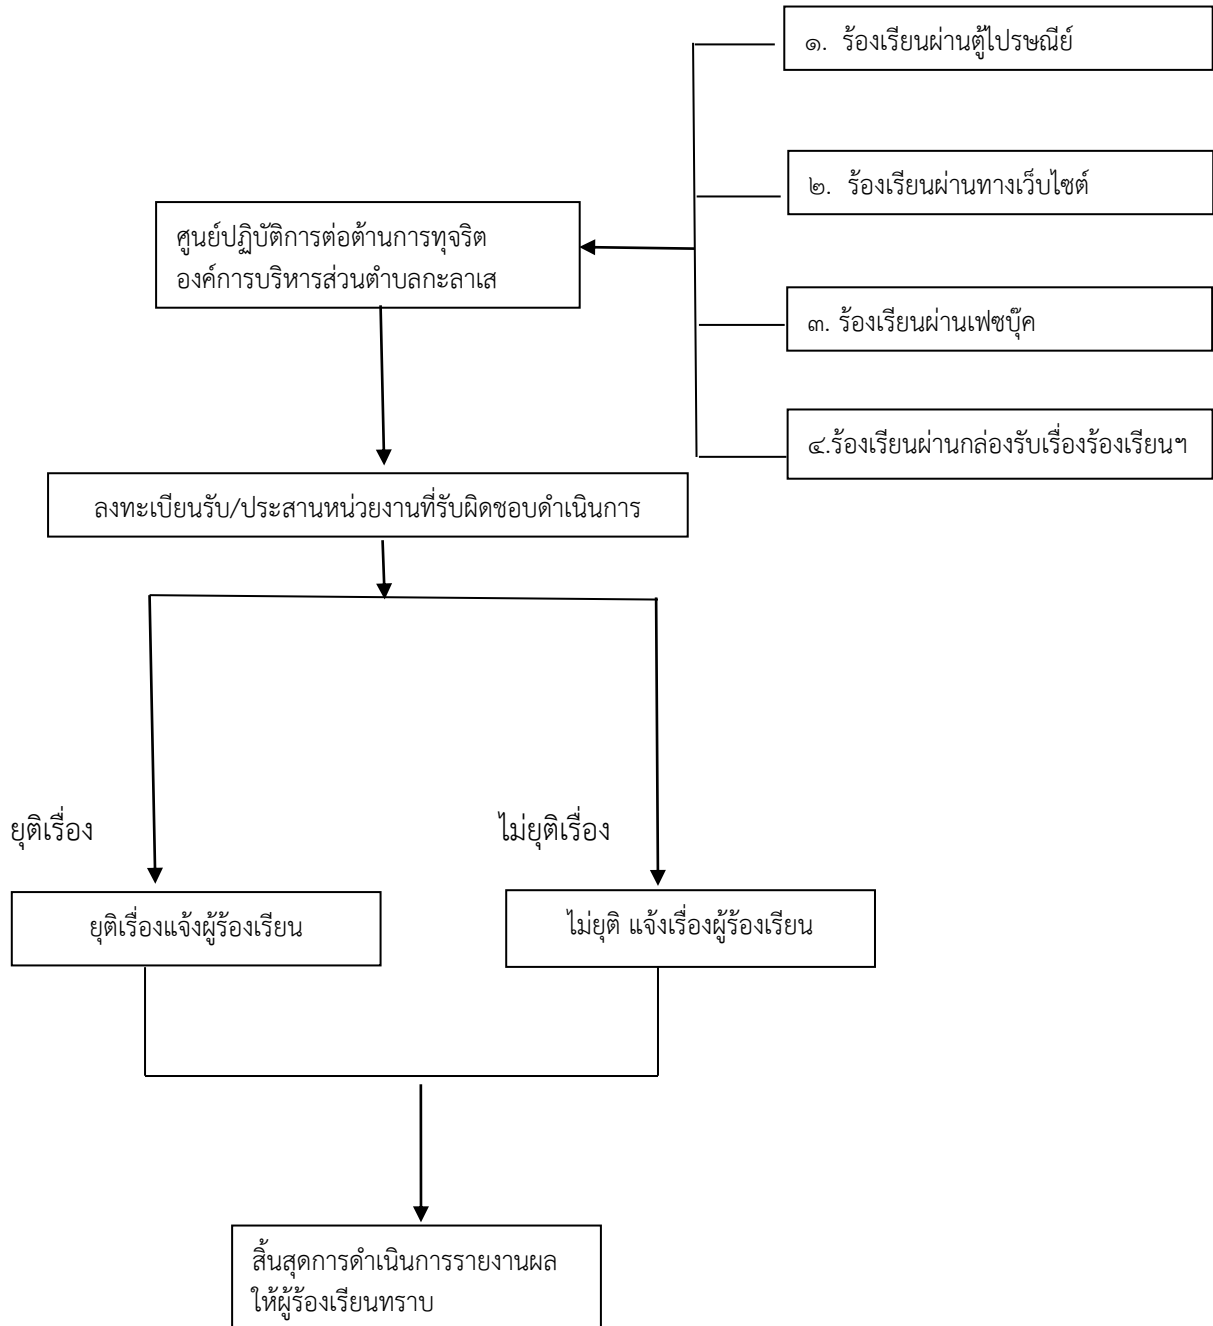 ๑. ร้องเรียนผ่านตู้ไปรษณีย์
๒. ร้องเรียนผ่านทางเว็บไซต์
ศูนย์ปฏิบัติการต่อต้านการทุจริต
องค์การบริหารส่วนตำบลกะลาเส
๓. ร้องเรียนผ่านเฟซบุ๊ค
๔.ร้องเรียนผ่านกล่องรับเรื่องร้องเรียนฯ
ลงทะเบียนรับ/ประสานหน่วยงานที่รับผิดชอบดำเนินการ
ยุติเรื่อง
ไม่ยุติเรื่อง
ยุติเรื่องแจ้งผู้ร้องเรียน
ไม่ยุติ แจ้งเรื่องผู้ร้องเรียน
สิ้นสุดการดำเนินการรายงานผล
ให้ผู้ร้องเรียนทราบ